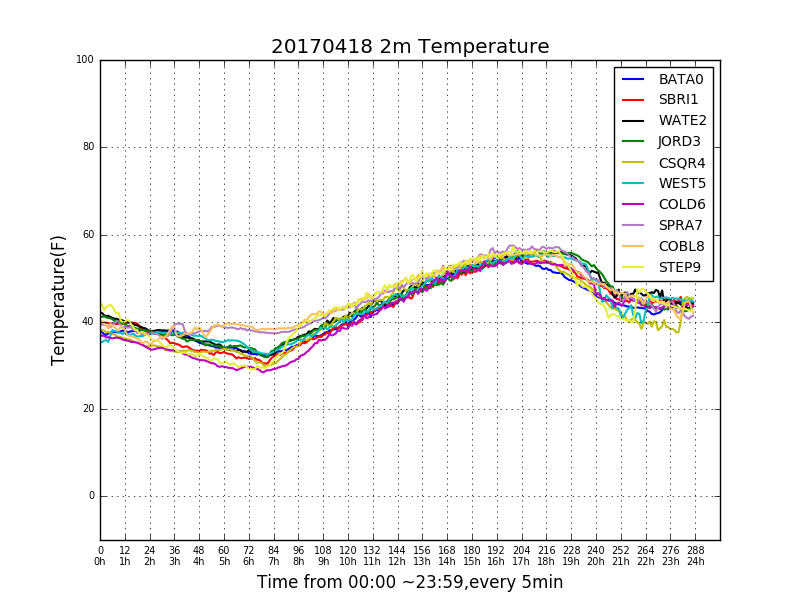 20170418 2m Temperature
100
80
60
40
20
0
Temperature(F)
BATA0
SBRI1
WATE2
JORD3
CSQR4
WEST5
COLD6
SPRA7
COBL8
STEP9
0 12 24 36 48 60 72 84 96 108 120 132 144 156 168 180 192 204 216 228 240 252 264 276 288
0h 1h 2h 3h 4h 5h 6h 7h 8h 9h 10h 11h 12h 13h 14h 15h 16h 17h 18h 19h 20h 21h 22h 23h 24h
Time from 00:00 ~23:59,every 5min